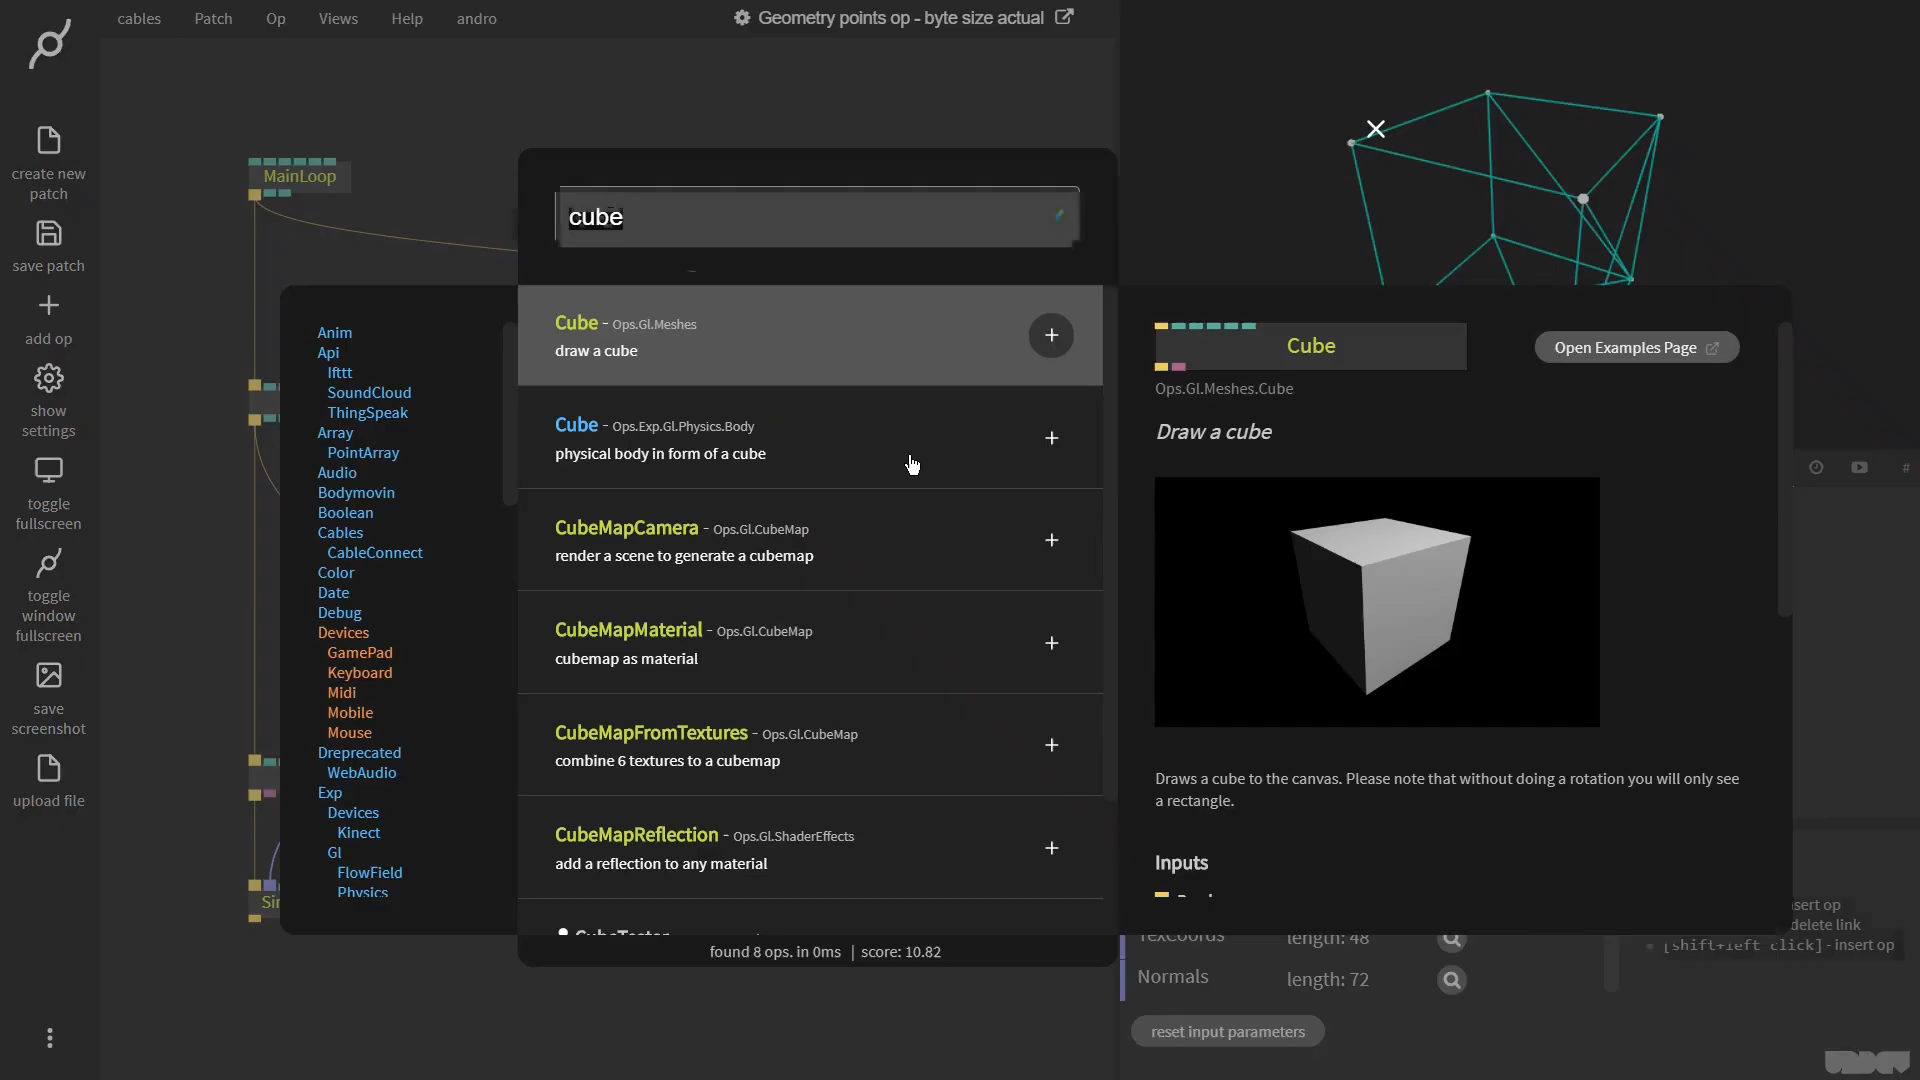 cables
Patch
Op
Views
Help
andro
Geometry points op - byte size actual
create new
patch
save patch
add op
show
settings
toggle
fullscreen
toggle
window
fullscreen
save
screenshot
upload file
MainLoop
cube
Anim
Api
Ifttt
SoundCloud
ThingSpeak
Array
PointArray
Audio
Bodymovin
Boolean
Cables
CableConnect
Color
Date
Debug
Devices
GamePad
Keyboard
Midi
Mobile
Mouse
Dreprecated
WebAudio
Exp
Devices
Kinect
Gl
FlowField
Physics
Cube - Ops.Gl.Meshes
draw a cube
Cube - Ops.Exp.Gl.Physics.Body
physical body in form of a cube
CubeMapCamera - Ops.Gl.CubeMap
render a scene to generate a cubemap
CubeMapMaterial - Ops.Gl.CubeMap
cubemap as material
CubeMapFromTextures - Ops.Gl.CubeMap
combine 6 textures to a cubemap
CubeMapReflection - Ops.Gl.ShaderEffects
add a reflection to any material
found 8 ops. in 0ms | score: 10.82
Cube
Open Examples Page
Ops.Gl.Meshes.Cube
Draw a cube
Draws a cube to the canvas. Please note that without doing a rotation you will only see
a rectangle.
Inputs
#
sert op
delete link
[shift+left click] - insert op
TexCoords length: 48
Normals length: 72
reset input parameters